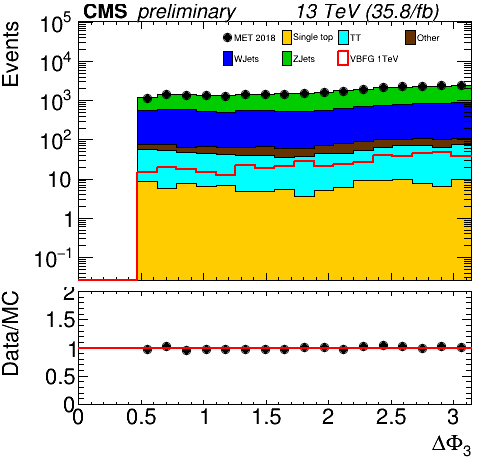 CMS preliminary 13 TeV (35.8/fb)
Events
10^5
10^4
10^3
10^2
10
1
10^−1
MET 2018 Single top TT Other
WJets ZJets VBFG 1TeV
Data/MC
2
1.5
1
0.5
0
0 0.5 1 1.5 2 2.5 3
ΔΦ_3